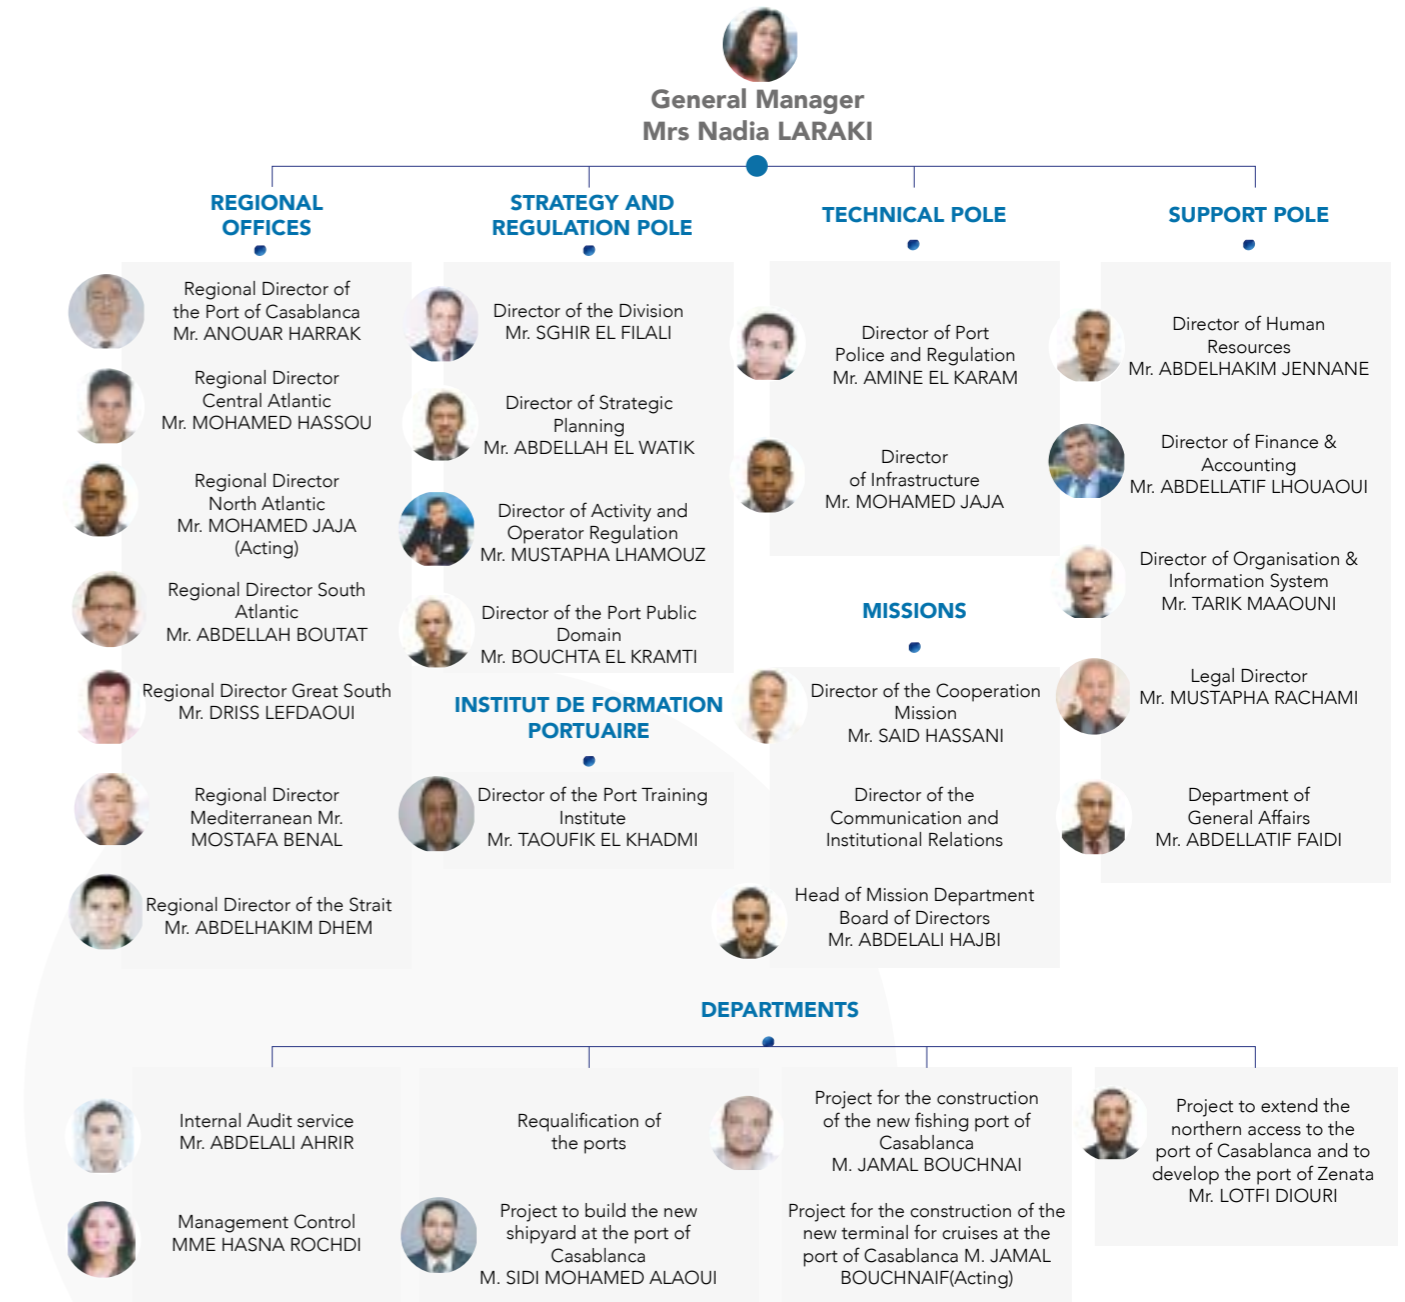 General Manager
Mrs Nadia LARAKI
REGIONAL
OFFICES
Regional Director of
the Port of Casablanca
Mr. ANOUAR HARRAK
Regional Director
Central Atlantic
Mr. MOHAMED HASSOU
Regional Director
North Atlantic
Mr. MOHAMED JAJA
(Acting)
Regional Director South
Atlantic
Mr. ABDELLAH BOUTAT
Regional Director Great South
Mr. DRISS LEFDAOUI
Regional Director
Mediterranean Mr.
MOSTAFA BENAL
Regional Director of the Strait
Mr. ABDELHAKIM DHEM
STRATEGY AND
REGULATION POLE
Director of the Division
Mr. SGHIR EL FILALI
Director of Strategic
Planning
Mr. ABDELLAH EL WATIK
Director of Activity and
Operator Regulation
Mr. MUSTAPHA LHAMOUZ
Director of the Port Public
Domain
Mr. BOUCHTA EL KRAMTI
INSTITUT DE FORMATION
PORTUAIRE
Director of the Port Training
Institute
Mr. TAOUFIK EL KHADMI
TECHNICAL POLE
Director of Port
Police and Regulation
Mr. AMINE EL KARAM
Director
of Infrastructure
Mr. MOHAMED JAJA
MISSIONS
Director of the Cooperation
Mission
Mr. SAID HASSANI
Director of the
Communication and
Institutional Relations
Head of Mission Department
Board of Directors
Mr. ABDELALI HAJBI
SUPPORT POLE
Director of Human
Resources
Mr. ABDELHAKIM JENNANE
Director of Finance &
Accounting
Mr. ABDELLATIF LHOUAOUI
Director of Organisation &
Information System
Mr. TARIK MAAOUNI
Legal Director
Mr. MUSTAPHA RACHAMI
Department of
General Affairs
Mr. ABDELLATIF FAIDI
DEPARTMENTS
Internal Audit service
Mr. ABDELALI AHRIR
Management Control
MME HASNA ROCHDI
Requalification of
the ports
Project to build the new
shipyard at the port of
Casablanca
M. SIDI MOHAMED ALAOUI
Project for the construction
of the new fishing port of
Casablanca
M. JAMAL BOUCHNAI
Project for the construction of the
new terminal for cruises at the
port of Casablanca M. JAMAL
BOUCHNAIF(Acting)
Project to extend the
northern access to the
port of Casablanca and to
develop the port of Zenata
Mr. LOTFI DIOURI